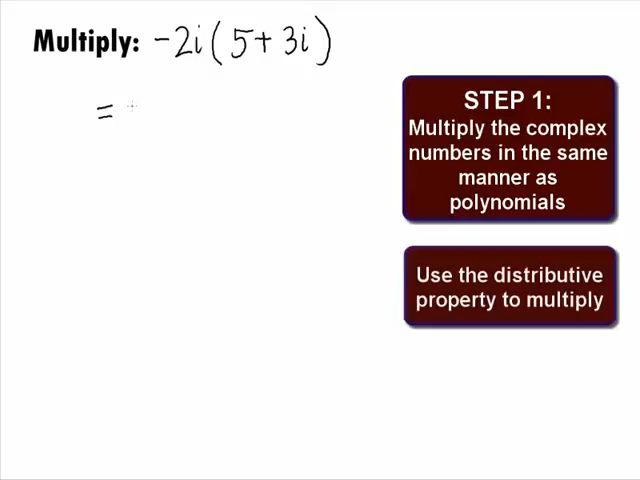 Multiply: -2i(5+3i)
=
STEP 1:
Multiply the complex
numbers in the same
manner as
polynomials
Use the distributive
property to multiply